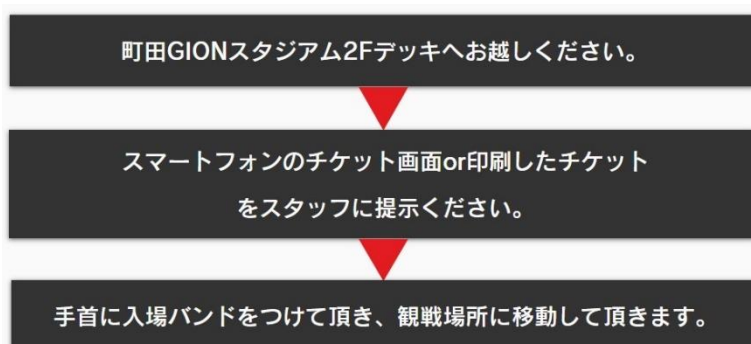 町田GIONスタジアム2Fデッキへお越しください。
スマートフォンのチケット画面or印刷したチケット
をスタッフに提示ください。
手首に入場バンドをつけて頂き、観戦場所に移動して頂きます。